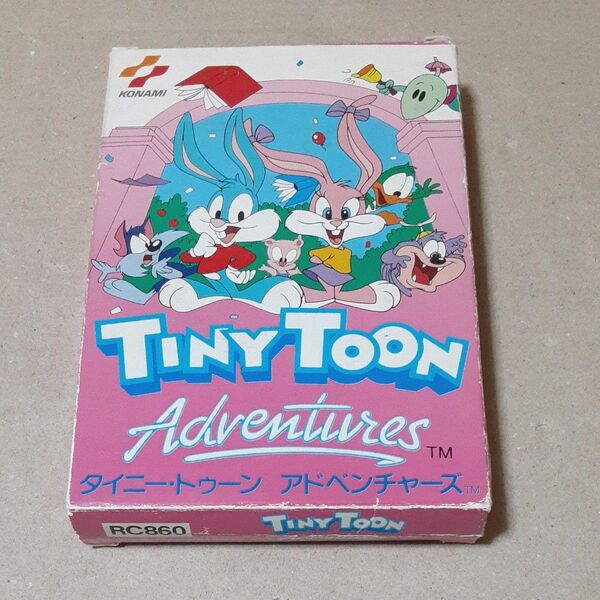 KONAMI
TINY TOON
Adventures TM
タイニー・トゥーン アドベンチャーズ TM
RC860
TINY TOON